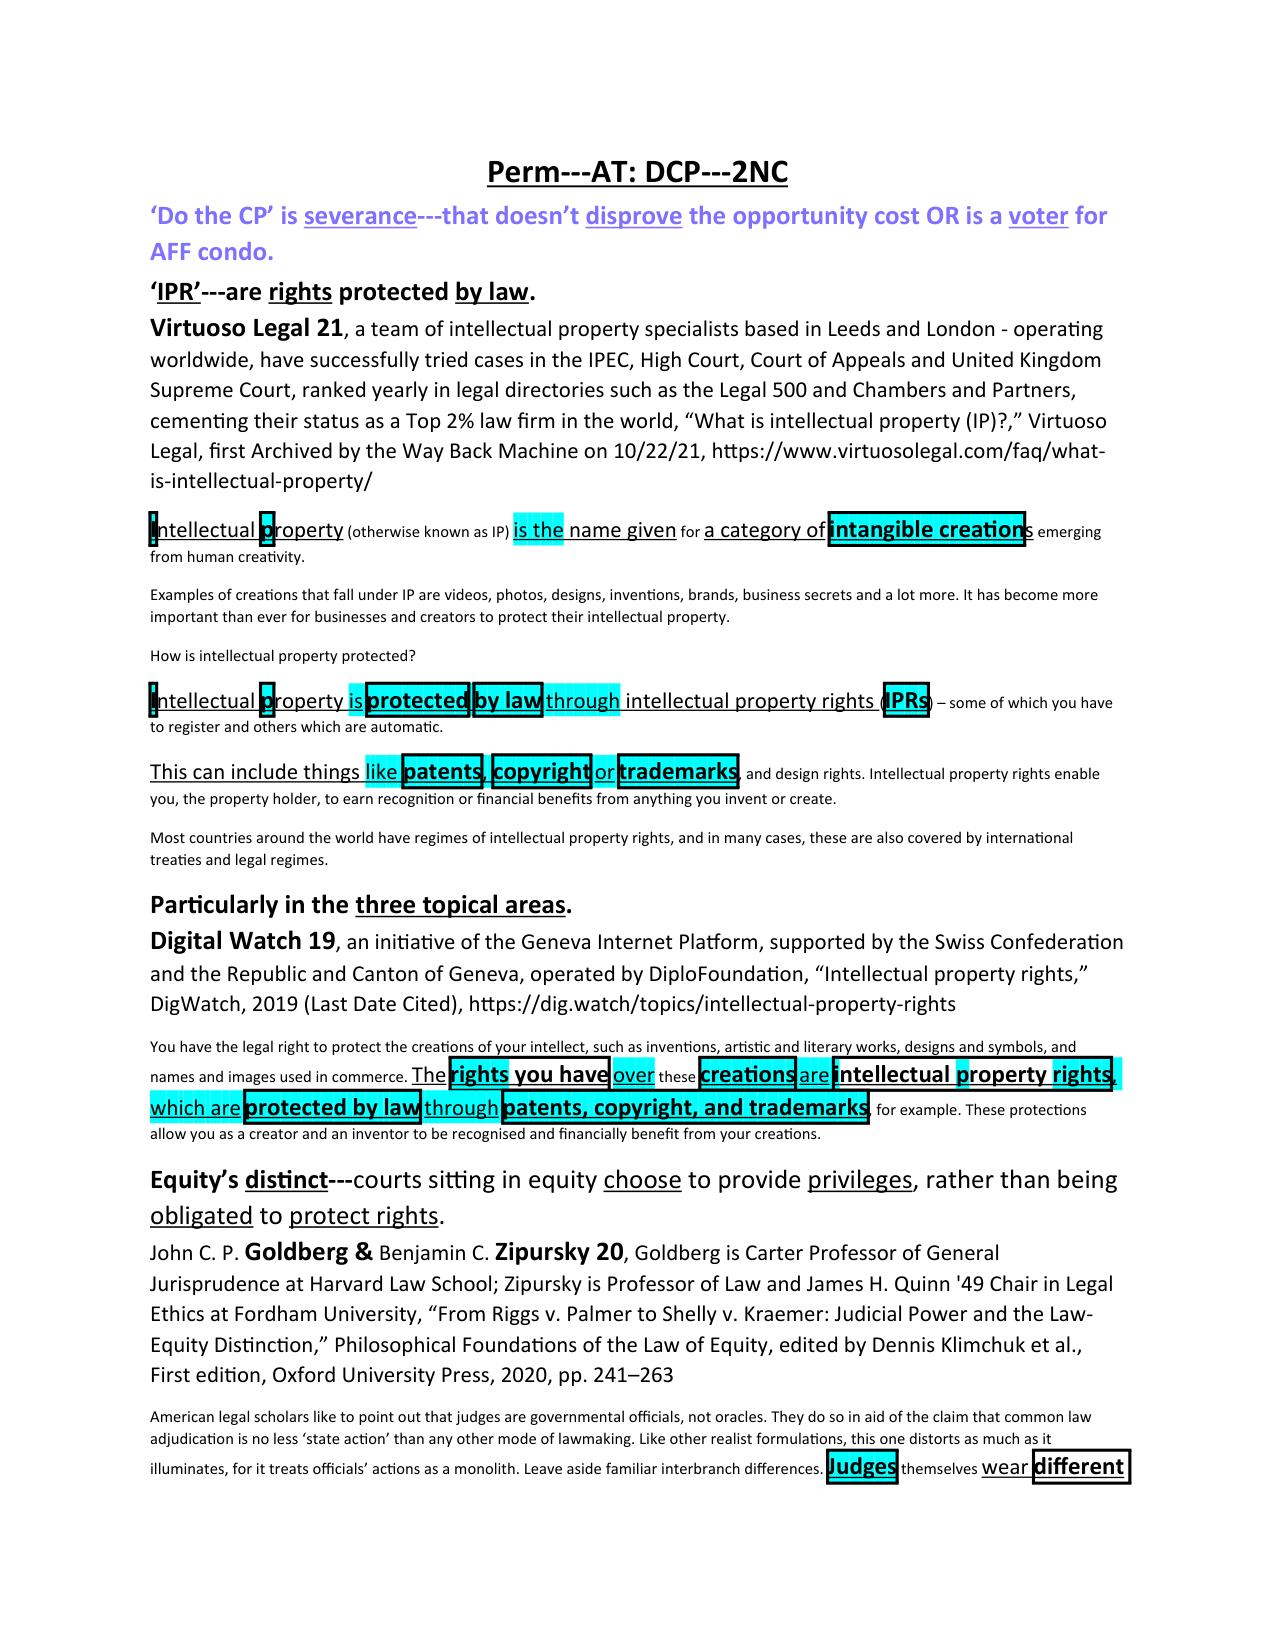 Perm---AT: DCP---2NC
‘Do the CP’ is severance---that doesn’t disprove the opportunity cost OR is a voter for
AFF condo.
‘IPR’---are rights protected by law.
Virtuoso Legal 21, a team of intellectual property specialists based in Leeds and London - operating
worldwide, have successfully tried cases in the IPEC, High Court, Court of Appeals and United Kingdom
Supreme Court, ranked yearly in legal directories such as the Legal 500 and Chambers and Partners,
cementing their status as a Top 2% law firm in the world, “What is intellectual property (IP)?,” Virtuoso
Legal, first Archived by the Way Back Machine on 10/22/21, https://www.virtuosolegal.com/faq/what-
is-intellectual-property/
Intellectual property (otherwise known as IP) is the name given for a category of intangible creations emerging
from human creativity.
Examples of creations that fall under IP are videos, photos, designs, inventions, brands, business secrets and a lot more. It has become more
important than ever for businesses and creators to protect their intellectual property.
How is intellectual property protected?
Intellectual property is protected by law through intellectual property rights (IPRs) – some of which you have
to register and others which are automatic.
This can include things like patents, copyright or trademarks, and design rights. Intellectual property rights enable
you, the property holder, to earn recognition or financial benefits from anything you invent or create.
Most countries around the world have regimes of intellectual property rights, and in many cases, these are also covered by international
treaties and legal regimes.
Particularly in the three topical areas.
Digital Watch 19, an initiative of the Geneva Internet Platform, supported by the Swiss Confederation
and the Republic and Canton of Geneva, operated by DiploFoundation, “Intellectual property rights,”
DigWatch, 2019 (Last Date Cited), https://dig.watch/topics/intellectual-property-rights
You have the legal right to protect the creations of your intellect, such as inventions, artistic and literary works, designs and symbols, and
names and images used in commerce. The rights you have over these creations are intellectual property rights,
which are protected by law through patents, copyright, and trademarks, for example. These protections
allow you as a creator and an inventor to be recognised and financially benefit from your creations.
Equity’s distinct---courts sitting in equity choose to provide privileges, rather than being
obligated to protect rights.
John C. P. Goldberg & Benjamin C. Zipursky 20, Goldberg is Carter Professor of General
Jurisprudence at Harvard Law School; Zipursky is Professor of Law and James H. Quinn '49 Chair in Legal
Ethics at Fordham University, “From Riggs v. Palmer to Shelly v. Kraemer: Judicial Power and the Law-
Equity Distinction,” Philosophical Foundations of the Law of Equity, edited by Dennis Klimchuk et al.,
First edition, Oxford University Press, 2020, pp. 241–263
American legal scholars like to point out that judges are governmental officials, not oracles. They do so in aid of the claim that common law
adjudication is no less ‘state action’ than any other mode of lawmaking. Like other realist formulations, this one distorts as much as it
illuminates, for it treats officials’ actions as a monolith. Leave aside familiar interbranch differences. Judges themselves wear different